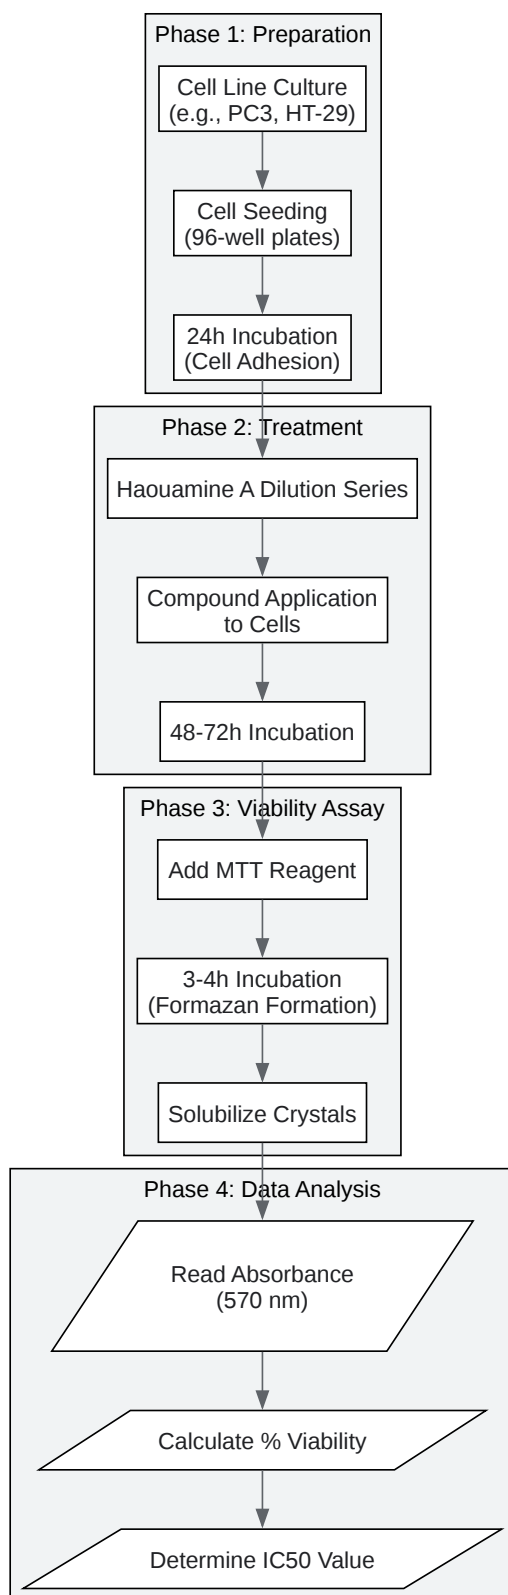 Phase 1: Preparation
Cell Line Culture
(e.g., PC3, HT-29)
Cell Seeding
(96-well plates)
24h Incubation
(Cell Adhesion)
Phase 2: Treatment
Haouamine A Dilution Series
Compound Application
to Cells
48-72h Incubation
Phase 3: Viability Assay
Add MTT Reagent
3-4h Incubation
(Formazan Formation)
Solubilize Crystals
Phase 4: Data Analysis
Read Absorbance
(570 nm)
Calculate % Viability
Determine IC50 Value